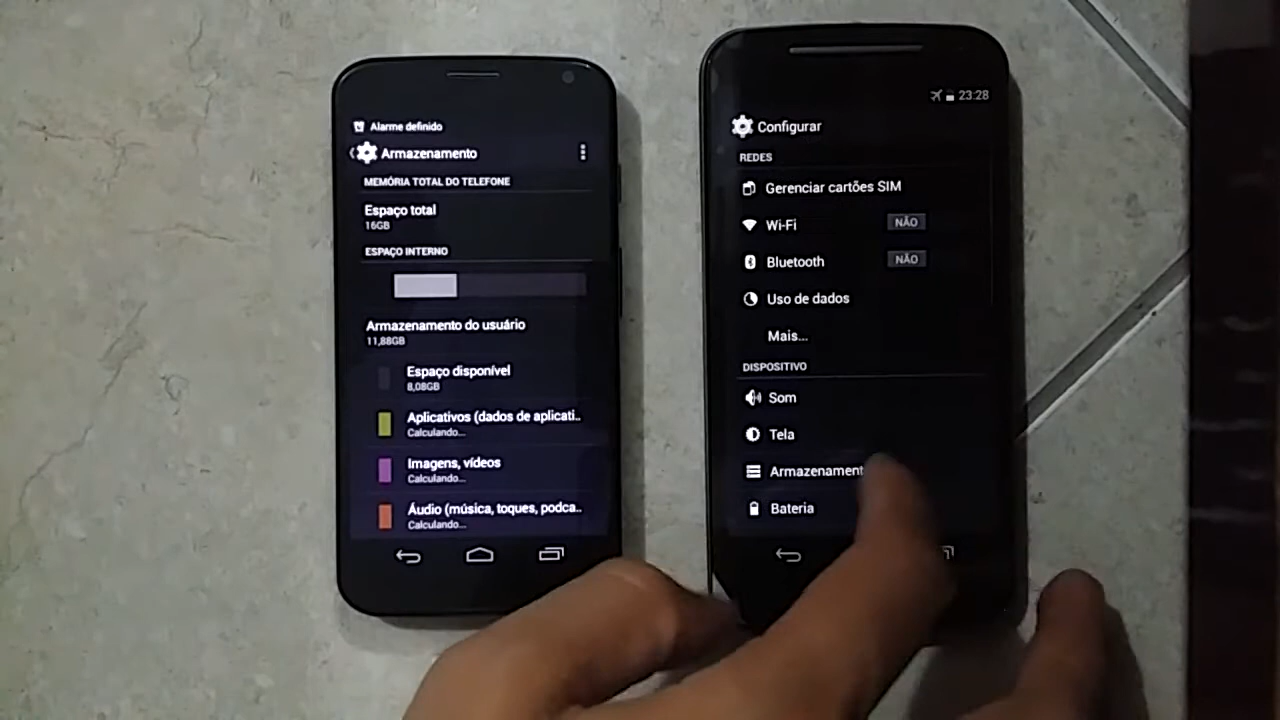 Alarme definido
Armazenamento
MEMÓRIA TOTAL DO TELEFONE
Espaço total
16GB
ESPAÇO INTERNO
Armazenamento do usuário
11,88GB
Espaço disponível
8,08GB
Aplicativos (dados de aplicati..
Calculando...
Imagens, vídeos
Calculando...
Áudio (música, toques, podca..
Calculando...
23:28
Configurar
REDES
Gerenciar cartões SIM
Wi-Fi NÃO
Bluetooth NÃO
Uso de dados
Mais...
DISPOSITIVO
Som
Tela
Armazenament
Bateria